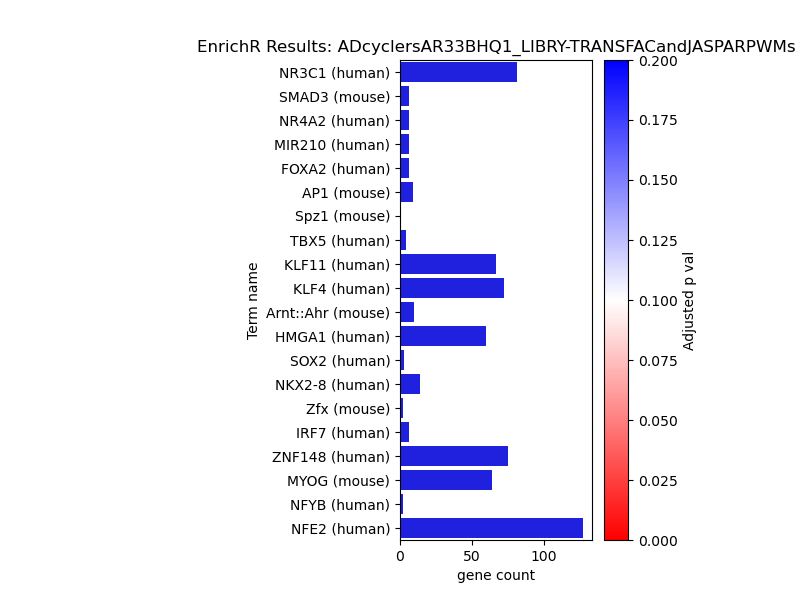 EnrichR Results: ADcyclersAR33BHQ1_LIBRY-TRANSFACandJASPARPWMs
NR3C1 (human)
SMAD3 (mouse)
NR4A2 (human)
MIR210 (human)
FOXA2 (human)
AP1 (mouse)
Spz1 (mouse)
TBX5 (human)
KLF11 (human)
KLF4 (human)
Arnt::Ahr (mouse)
HMGA1 (human)
SOX2 (human)
NKX2-8 (human)
Zfx (mouse)
IRF7 (human)
ZNF148 (human)
MYOG (mouse)
NFYB (human)
NFE2 (human)
Term name
0 50 100
gene count
0.200
0.175
0.150
0.125
0.100
0.075
0.050
0.025
0.000
Adjusted p val